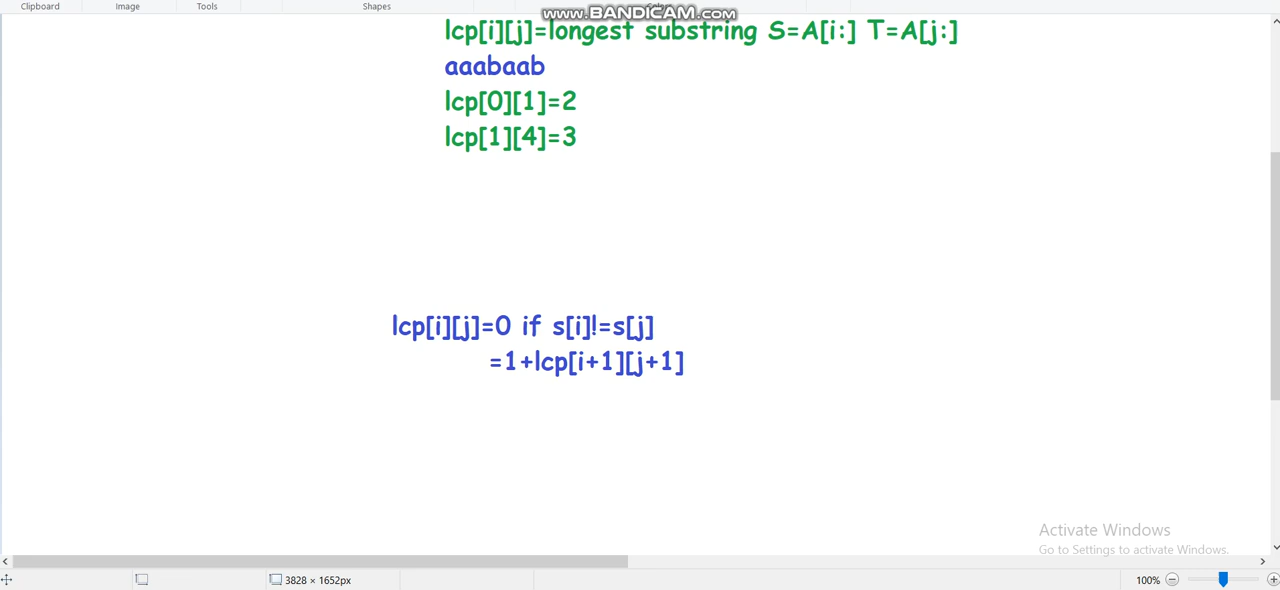 Clipboard Image Tools Shapes
www.BANDICAM.com
lcp[i][j]=longest substring S=A[i:] T=A[j:]
aaabaab
lcp[0][1]=2
lcp[1][4]=3
lcp[i][j]=0 if s[i]!=s[j]
=1+lcp[i+1][j+1]
Activate Windows
Go to Settings to activate Windows.
3828 × 1652px 100%